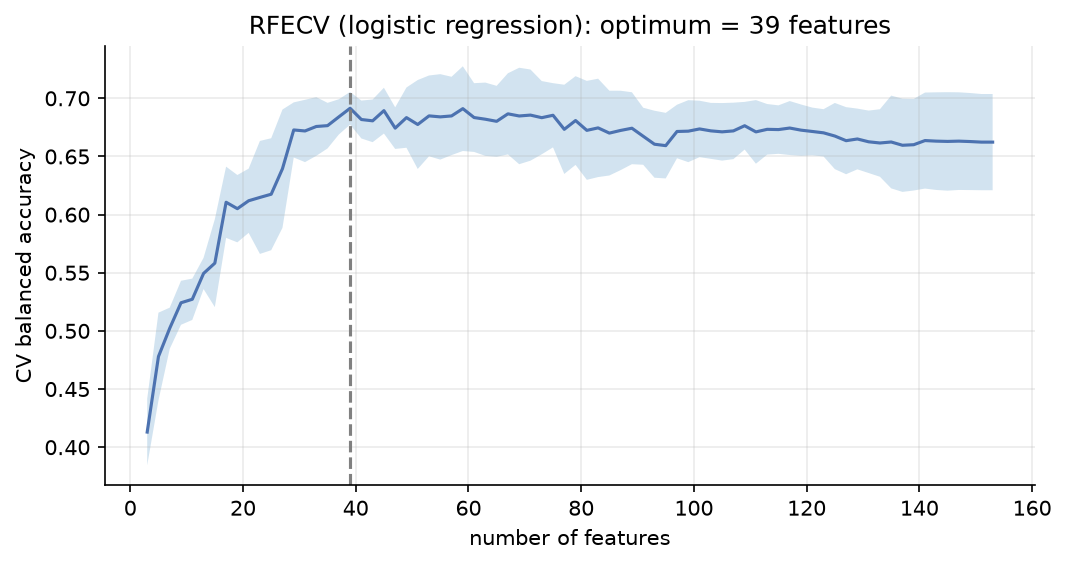 RFECV (logistic regression): optimum = 39 features
CV balanced accuracy
0.70
0.65
0.60
0.55
0.50
0.45
0.40
0 20 40 60 80 100 120 140 160
number of features